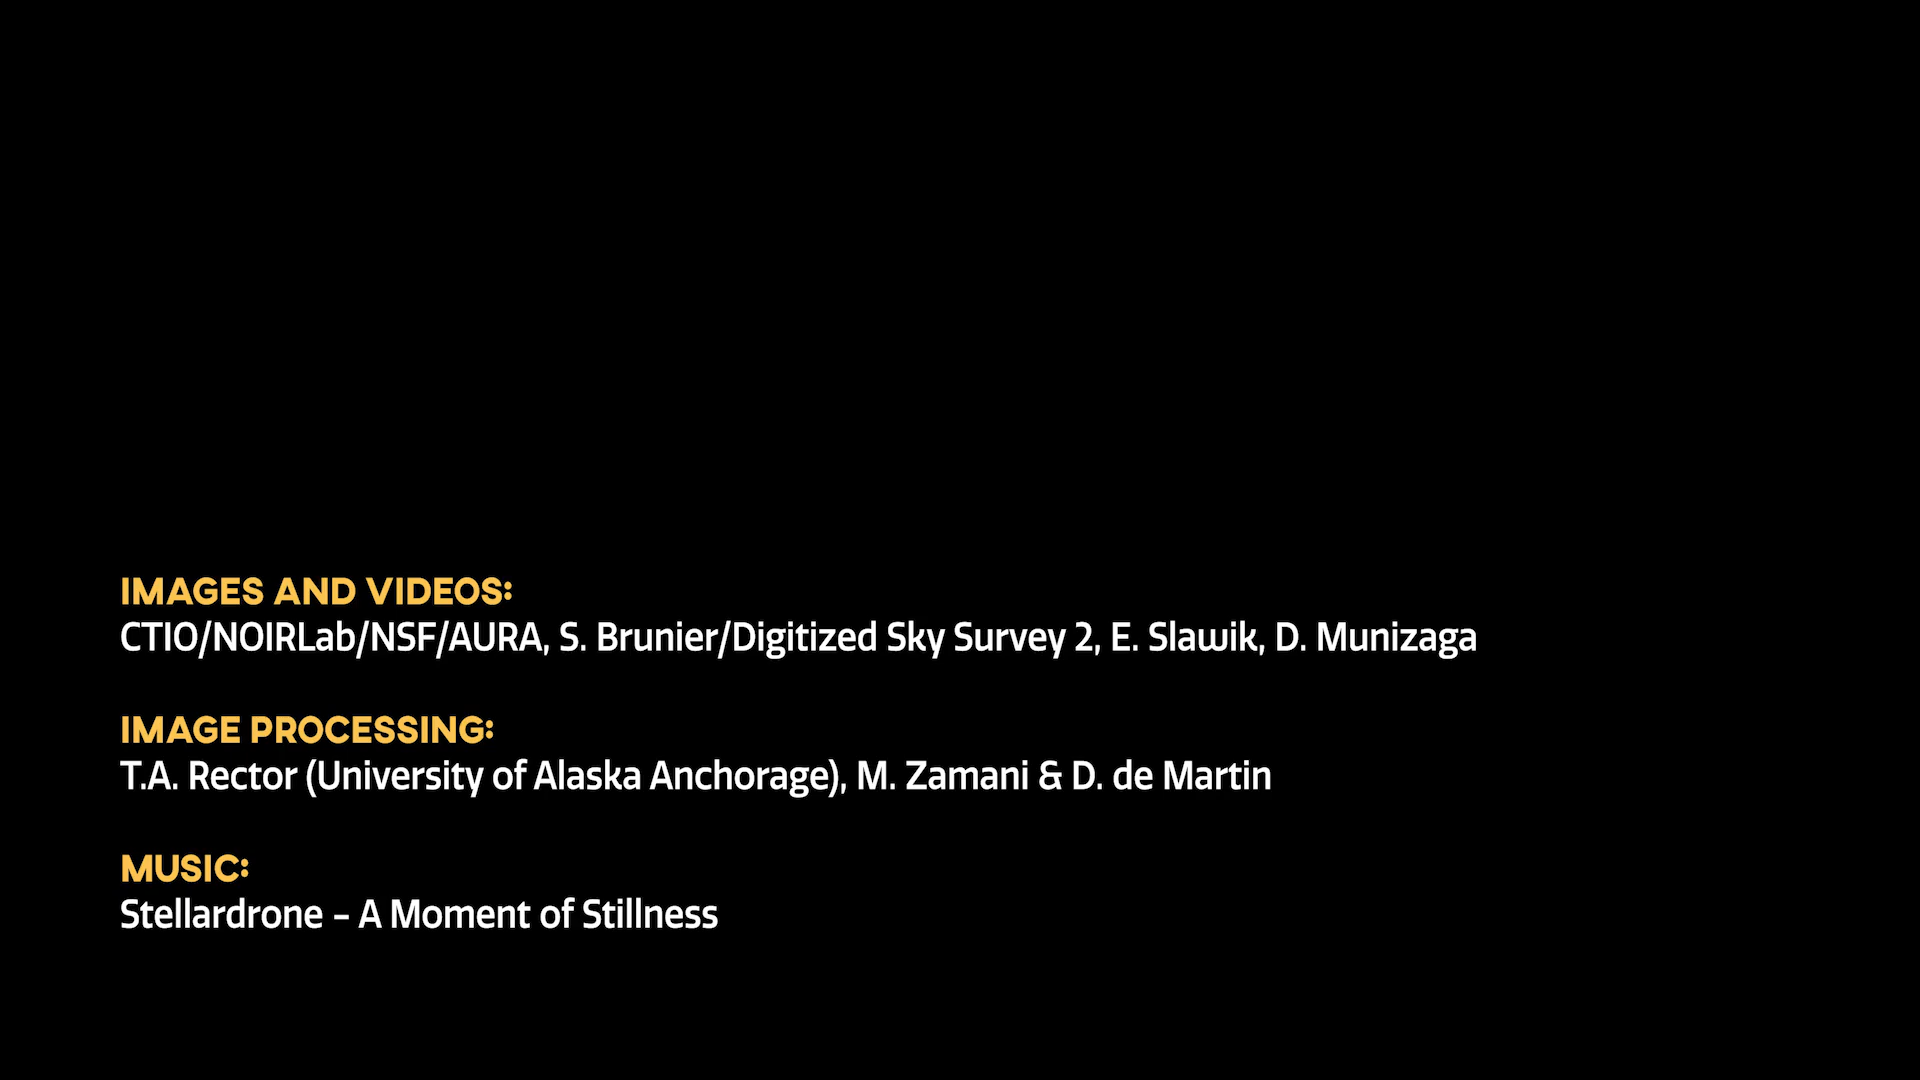 IMAGES AND VIDEOS:
CTIO/NOIRLab/NSF/AURA, S. Brunier/Digitized Sky Survey 2, E. Slawik, D. Munizaga
IMAGE PROCESSING:
T.A. Rector (University of Alaska Anchorage), M. Zamani & D. de Martin
MUSIC:
Stellardrone – A Moment of Stillness